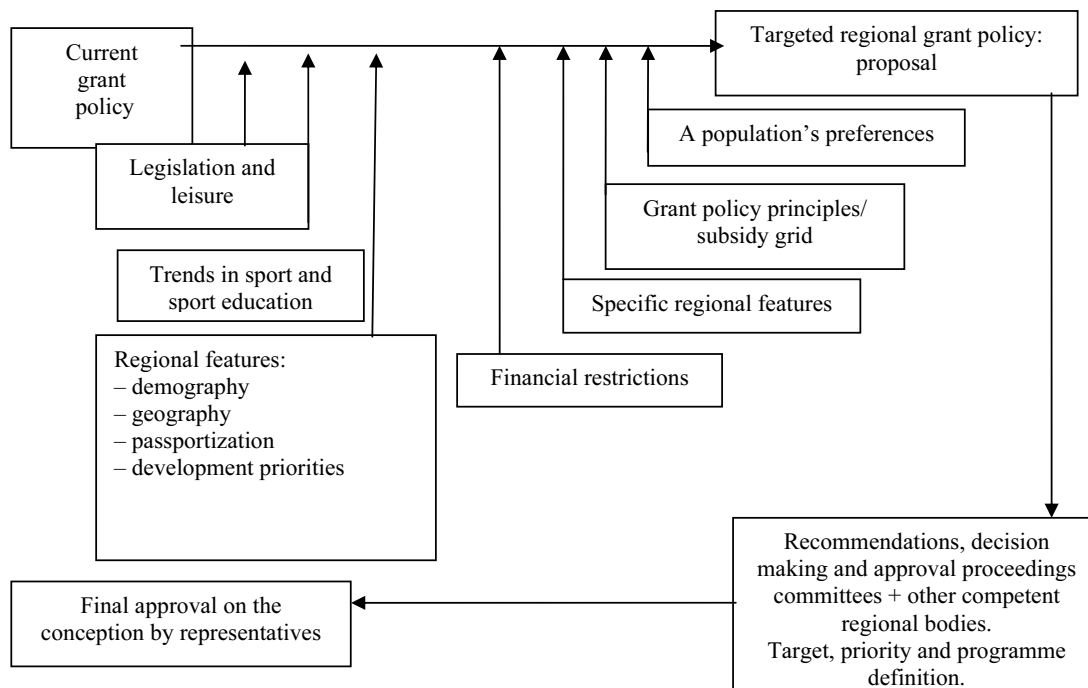 Current
grant
policy
Targeted regional grant policy:
proposal
Legislation and
leisure
A population’s preferences
Grant policy principles/
subsidy grid
Trends in sport and
sport education
Specific regional features
Regional features:
– demography
– geography
– passportization
– development priorities
Financial restrictions
Recommendations, decision
making and approval proceedings
committees + other competent
regional bodies.
Target, priority and programme
definition.
Final approval on the
conception by representatives